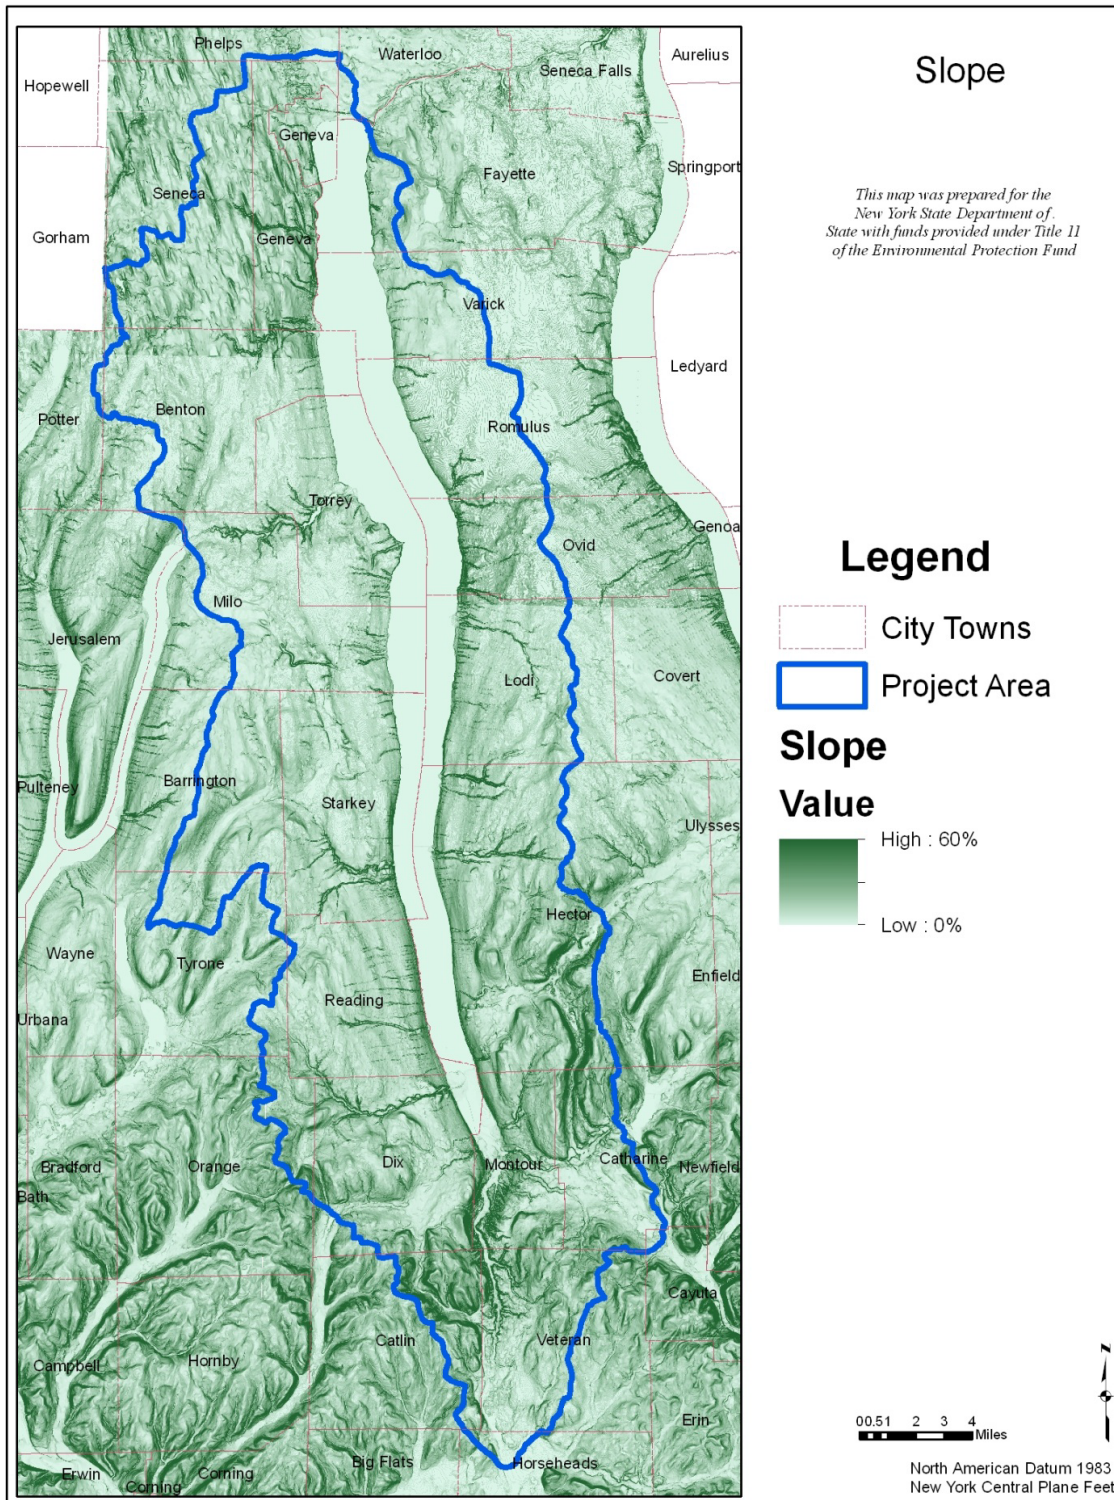 Phelps
Waterloo
Aurelius
Hopewell
Seneca Falls
Geneva
Springport
Fayette
Seneca
Gorham
Geneva
Varick
Ledyard
Potter
Benton
Romulus
Torrey
Genoa
Ovid
Milo
Jerusalem
Lodi
Covert
Pulteney
Barrington
Starkey
Ulysses
Hector
Wayne
Tyrone
Enfield
Reading
Urbana
Bradford
Orange
Dix
Montour
Catharine
Newfield
Bath
Cayuta
Catlin
Veteran
Campbell
Hornby
Erin
Big Flats
Horseheads
Erwin
Corning
Corning
Slope
This map was prepared for the
New York State Department of.
State with funds provided under Title 11
of the Environmental Protection Fund
Legend
City Towns
Project Area
Slope
Value
High : 60%
Low : 0%
N
00.51 2 3 4
Miles
North American Datum 1983
New York Central Plane Feet